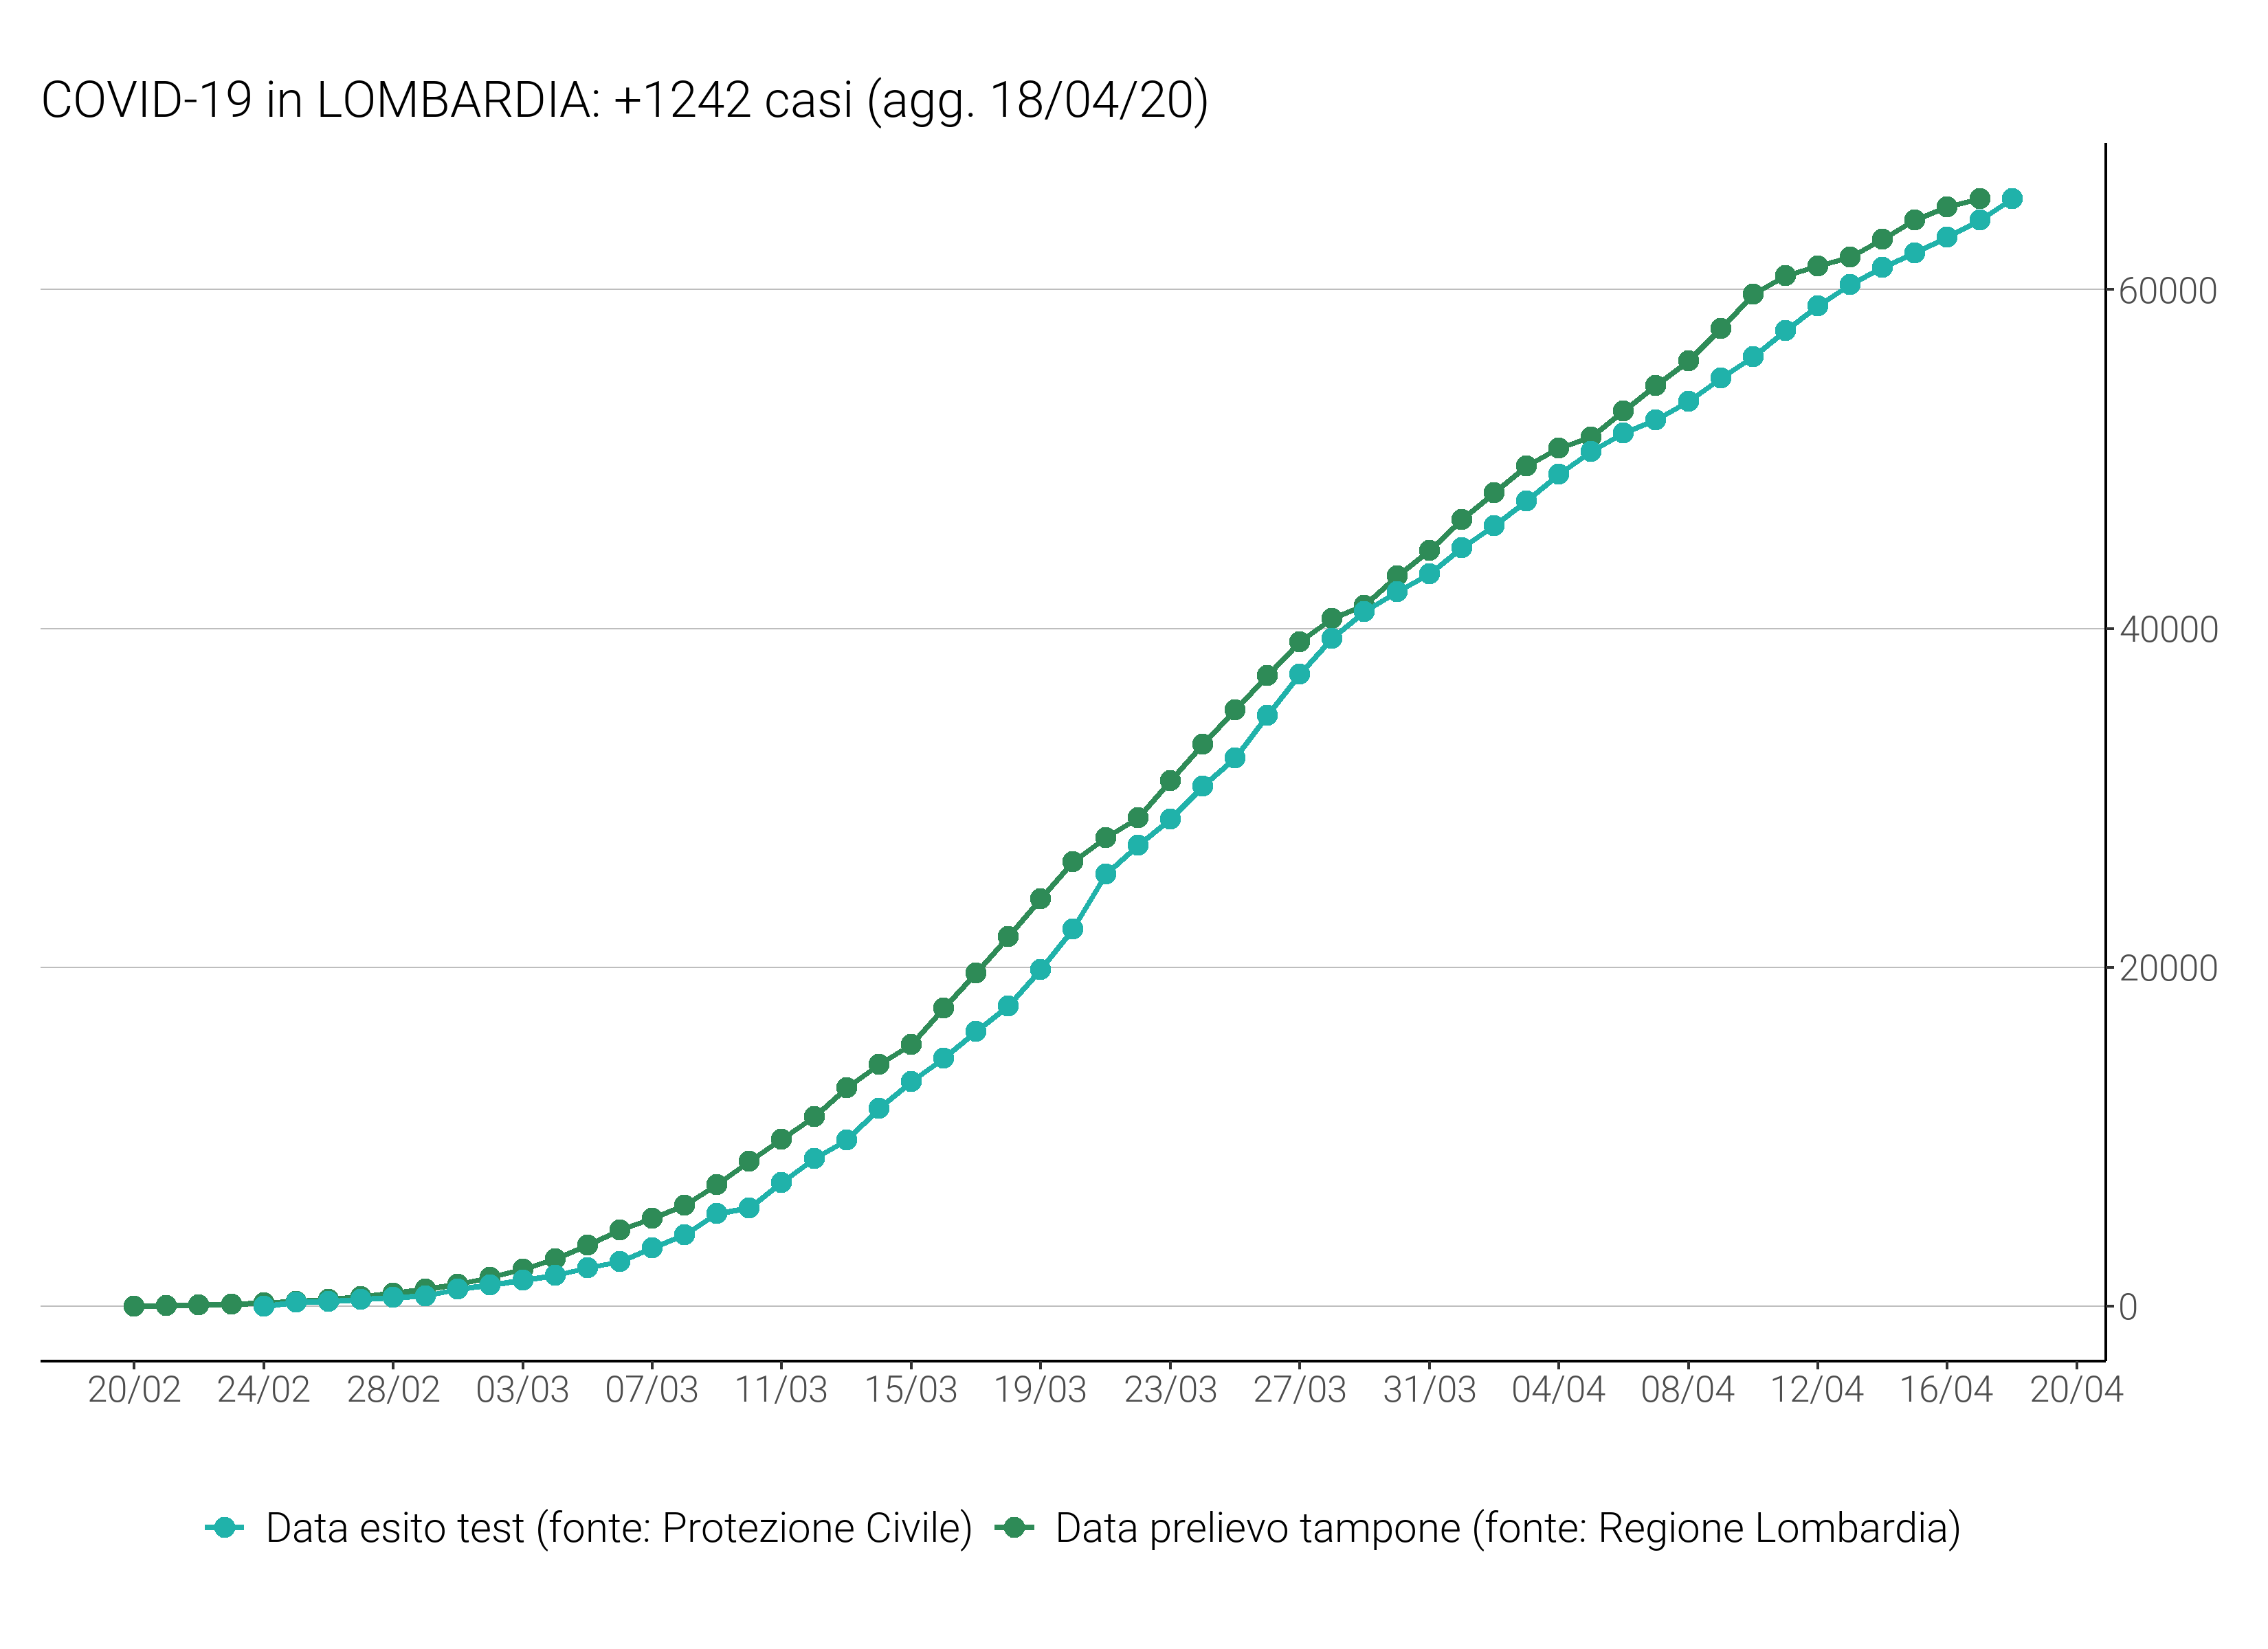 COVID-19 in LOMBARDIA: +1242 casi (agg. 18/04/20)
60000
40000
20000
0
20/02 24/02 28/02 03/03 07/03 11/03 15/03 19/03 23/03 27/03 31/03 04/04 08/04 12/04 16/04 20/04
Data esito test (fonte: Protezione Civile) Data prelievo tampone (fonte: Regione Lombardia)